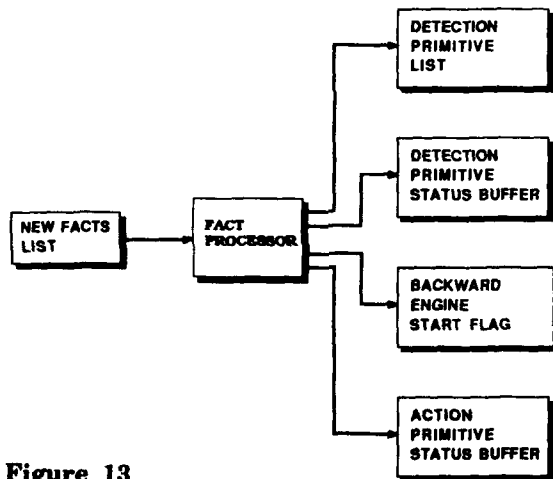 DETECTION
PRIMITIVE
LIST
DETECTION
PRIMITIVE
STATUS BUFFER
NEW FACTS
LIST
FACT
PROCESSOR
BACKWARD
ENGINE
START FLAG
ACTION
PRIMITIVE
STATUS BUFFER
Figure 13